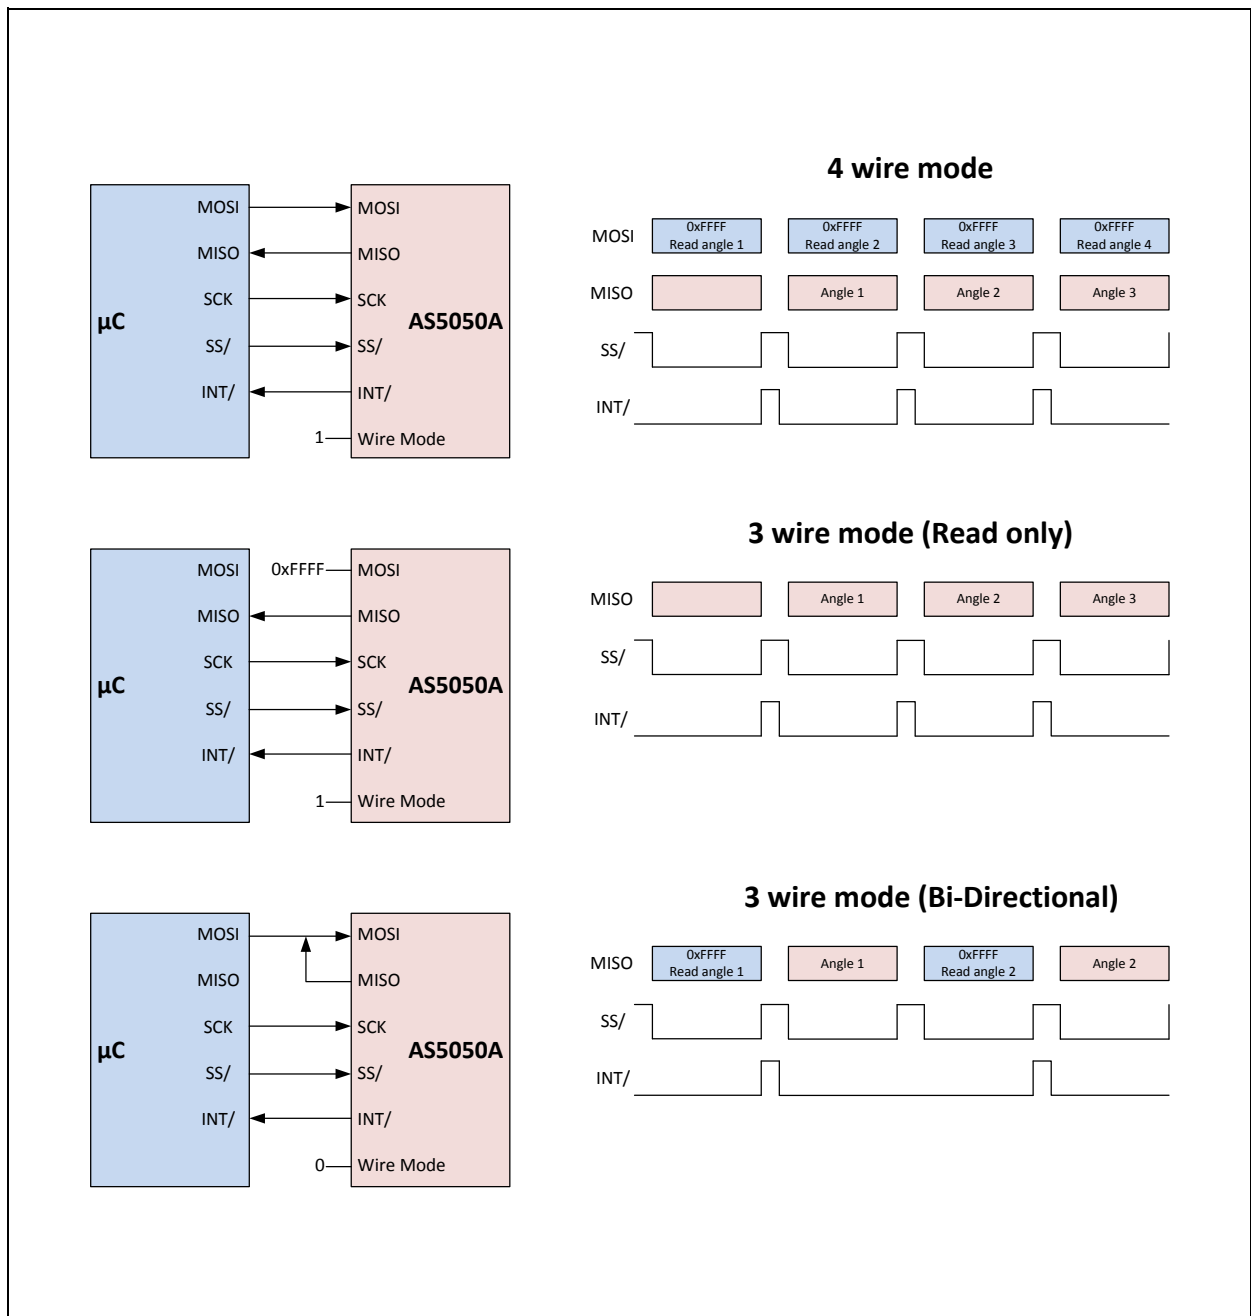 4 wire mode
MOSI MOSI
MISO MISO
SCK SCK
µC AS5050A
SS/ SS/
INT/ INT/
1 Wire Mode
MOSI 0xFFFF Read angle 1 0xFFFF Read angle 2 0xFFFF Read angle 3 0xFFFF Read angle 4
MISO Angle 1 Angle 2 Angle 3
SS/
INT/
3 wire mode (Read only)
MOSI 0xFFFF MOSI
MISO MISO
SCK SCK
µC AS5050A
SS/ SS/
INT/ INT/
1 Wire Mode
MISO Angle 1 Angle 2 Angle 3
SS/
INT/
3 wire mode (Bi-Directional)
MOSI MOSI
MISO MISO
SCK SCK
µC AS5050A
SS/ SS/
INT/ INT/
0 Wire Mode
MISO 0xFFFF Read angle 1 Angle 1 0xFFFF Read angle 2 Angle 2
SS/
INT/